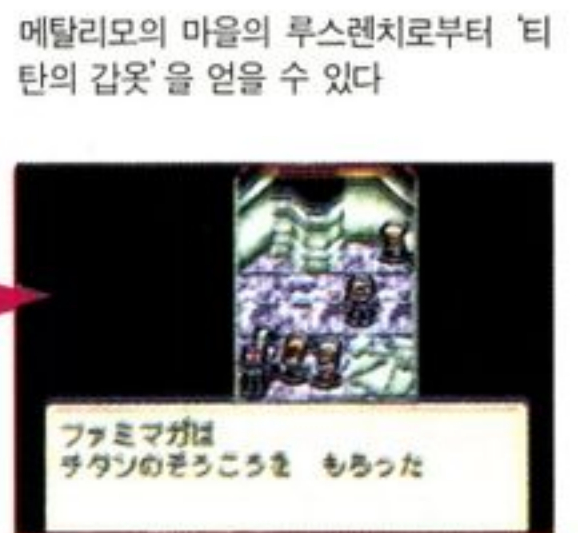 메탈리모의 마을의 루스렌치로부터 ‘티
탄의 갑옷’을 얻을 수 있다
ファミマガは
チタンのそうこうを もらった